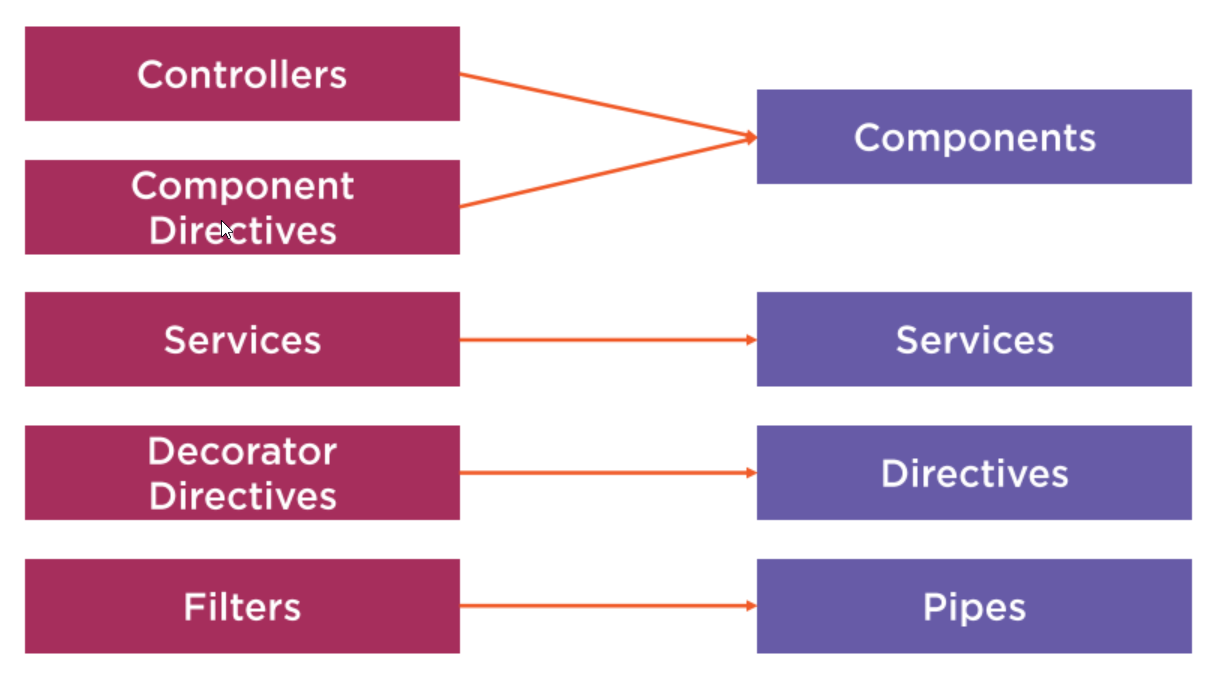 Controllers
Components
Component
Directives
Services
Services
Decorator
Directives
Directives
Filters
Pipes